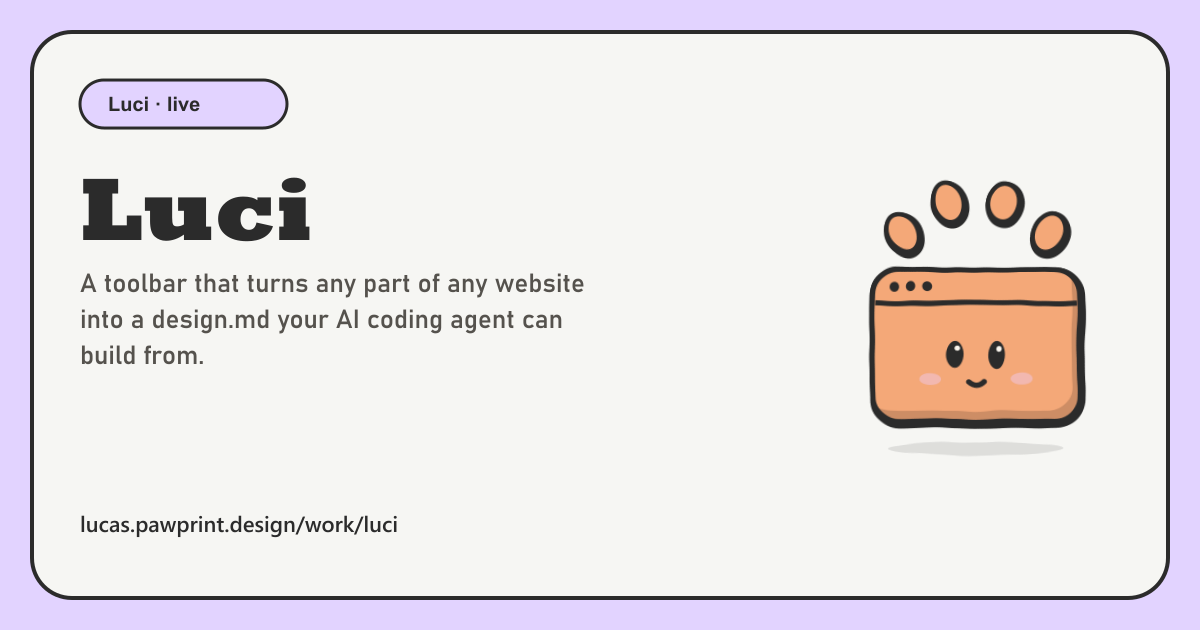 Luci · live
Luci
A toolbar that turns any part of any website
into a design.md your AI coding agent can
build from.
lucas.pawprint.design/work/luci